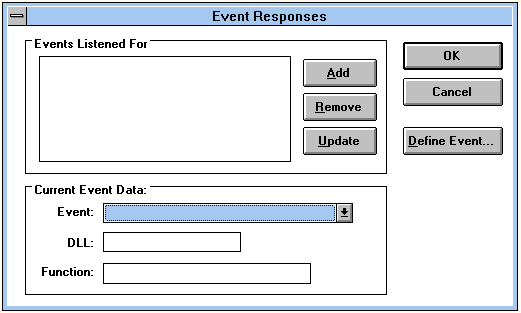 Event Responses
Events Listened For
Add
Remove
Update
OK
Cancel
Define Event...
Current Event Data:
Event:
DLL:
Function: